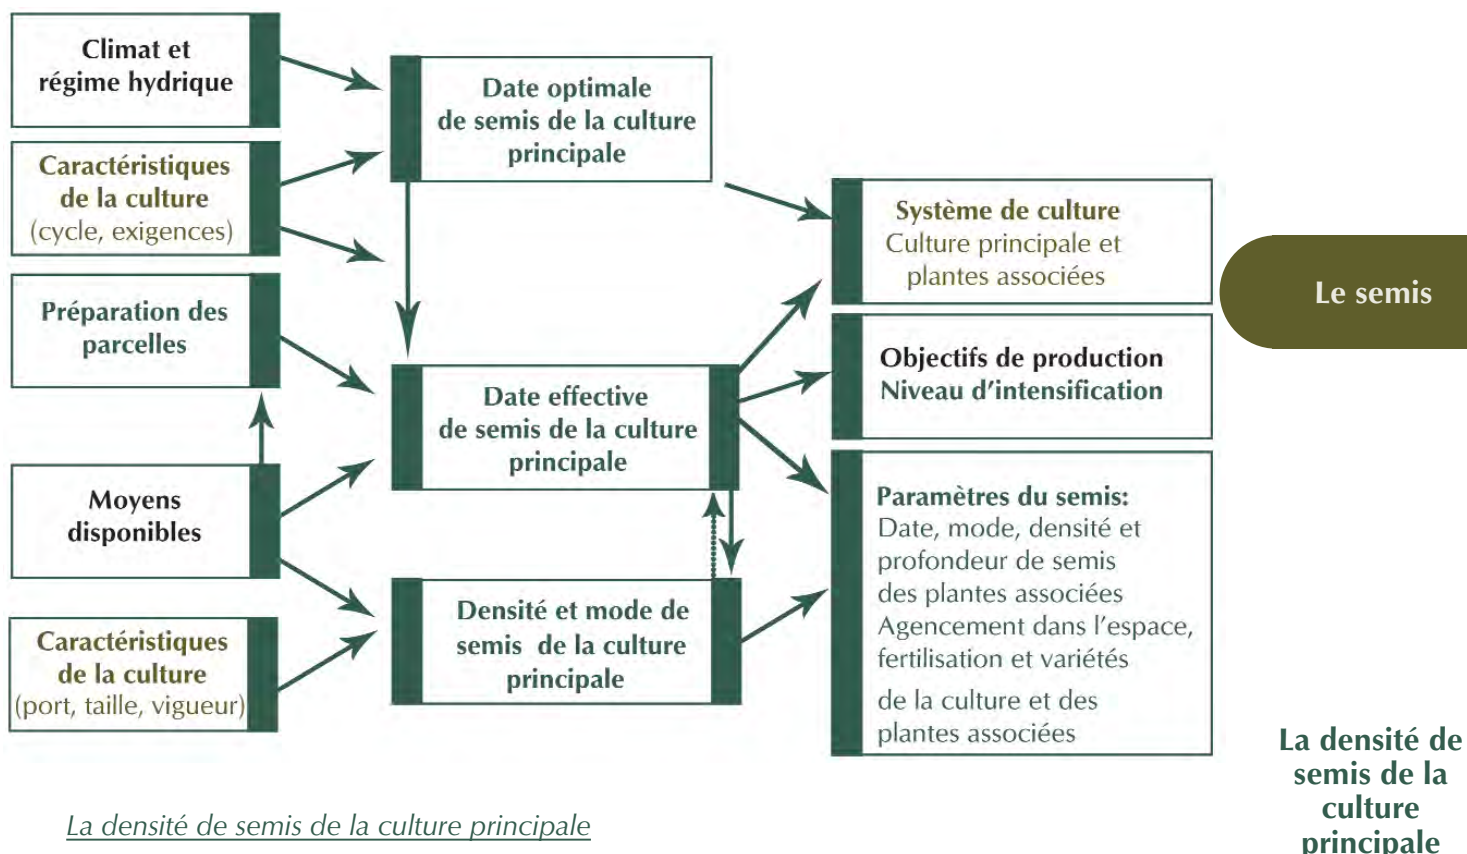 Climat et
régime hydrique
Caractéristiques
de la culture
(cycle, exigences)
Préparation des
parcelles
Moyens
disponibles
Caractéristiques
de la culture
(port, taille, vigueur)
Date optimale
de semis de la culture
principale
Date effective
de semis de la culture
principale
Densité et mode de
semis de la culture
principale
Système de culture
Culture principale et
plantes associées
Objectifs de production
Niveau d'intensification
Paramètres du semis:
Date, mode, densité et
profondeur de semis
des plantes associées
Agencement dans l'espace,
fertilisation et variétés
de la culture et des
plantes associées
Le semis
La densité de
semis de la
culture
principale
La densité de semis de la culture principale